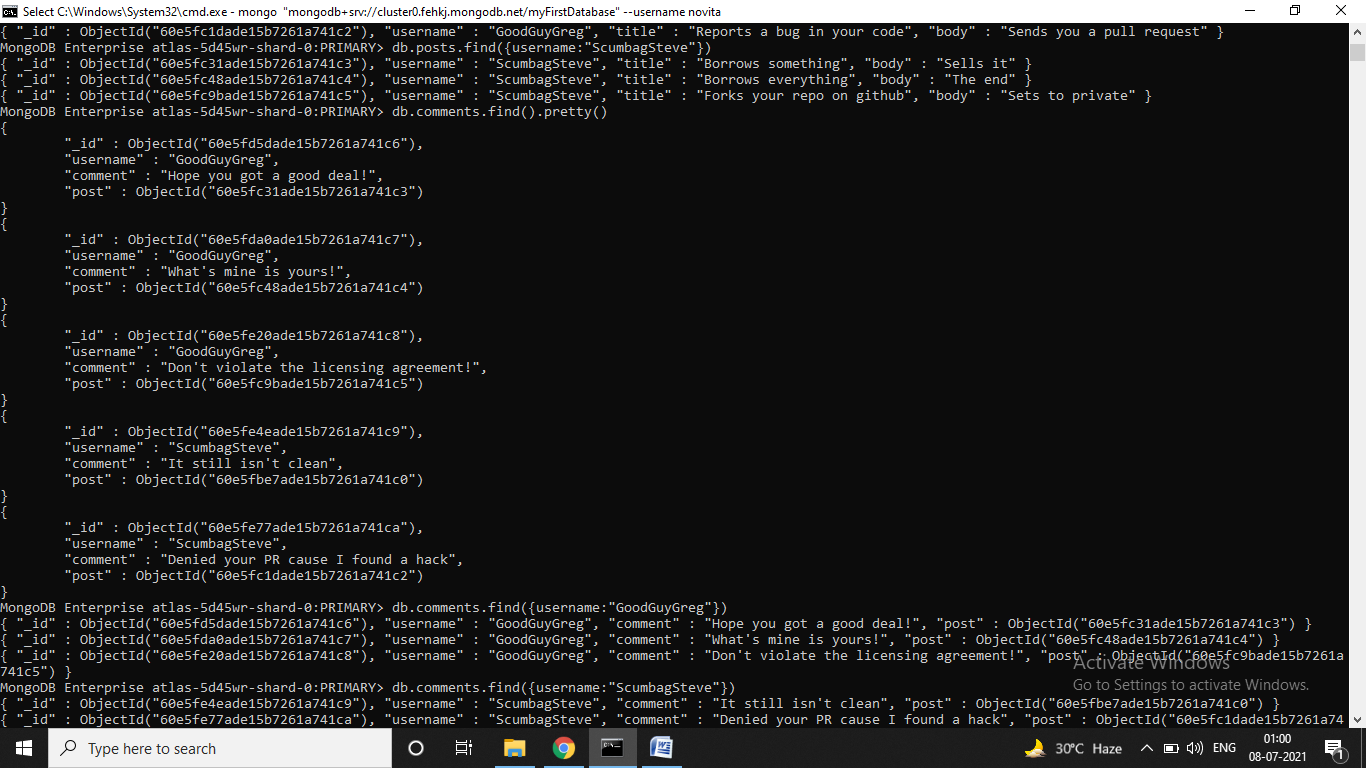 Select C:\Windows\System32\cmd.exe - mongo "mongodb+srv://cluster0.fehkj.mongodb.net/myFirstDatabase" --username novita
{ "_id" : ObjectId("60e5fc1dade15b7261a741c2"), "username" : "GoodGuyGreg", "title" : "Reports a bug in your code", "body" : "Sends you a pull request" }
MongoDB Enterprise atlas-5d45wr-shard-0:PRIMARY> db.posts.find({username:"ScumbagSteve"})
{ "_id" : ObjectId("60e5fc31ade15b7261a741c3"), "username" : "ScumbagSteve", "title" : "Borrows something", "body" : "Sells it" }
{ "_id" : ObjectId("60e5fc48ade15b7261a741c4"), "username" : "ScumbagSteve", "title" : "Borrows everything", "body" : "The end" }
{ "_id" : ObjectId("60e5fc9bade15b7261a741c5"), "username" : "ScumbagSteve", "title" : "Forks your repo on github", "body" : "Sets to private" }
MongoDB Enterprise atlas-5d45wr-shard-0:PRIMARY> db.comments.find().pretty()
{
"_id" : ObjectId("60e5fd5dade15b7261a741c6"),
"username" : "GoodGuyGreg",
"comment" : "Hope you got a good deal!",
"post" : ObjectId("60e5fc31ade15b7261a741c3")
}
{
"_id" : ObjectId("60e5fda0ade15b7261a741c7"),
"username" : "GoodGuyGreg",
"comment" : "What's mine is yours!",
"post" : ObjectId("60e5fc48ade15b7261a741c4")
}
{
"_id" : ObjectId("60e5fe20ade15b7261a741c8"),
"username" : "GoodGuyGreg",
"comment" : "Don't violate the licensing agreement!",
"post" : ObjectId("60e5fc9bade15b7261a741c5")
}
{
"_id" : ObjectId("60e5fe4eade15b7261a741c9"),
"username" : "ScumbagSteve",
"comment" : "It still isn't clean",
"post" : ObjectId("60e5fbe7ade15b7261a741c0")
}
{
"_id" : ObjectId("60e5fe77ade15b7261a741ca"),
"username" : "ScumbagSteve",
"comment" : "Denied your PR cause I found a hack",
"post" : ObjectId("60e5fc1dade15b7261a741c2")
}
MongoDB Enterprise atlas-5d45wr-shard-0:PRIMARY> db.comments.find({username:"GoodGuyGreg"})
{ "_id" : ObjectId("60e5fd5dade15b7261a741c6"), "username" : "GoodGuyGreg", "comment" : "Hope you got a good deal!", "post" : ObjectId("60e5fc31ade15b7261a741c3") }
{ "_id" : ObjectId("60e5fda0ade15b7261a741c7"), "username" : "GoodGuyGreg", "comment" : "What's mine is yours!", "post" : ObjectId("60e5fc48ade15b7261a741c4") }
{ "_id" : ObjectId("60e5fe20ade15b7261a741c8"), "username" : "GoodGuyGreg", "comment" : "Don't violate the licensing agreement!", "post" : ObjectId("60e5fc9bade15b7261a
741c5") }
Activate Windows
Go to Settings to activate Windows.
MongoDB Enterprise atlas-5d45wr-shard-0:PRIMARY> db.comments.find({username:"ScumbagSteve"})
{ "_id" : ObjectId("60e5fe4eade15b7261a741c9"), "username" : "ScumbagSteve", "comment" : "It still isn't clean", "post" : ObjectId("60e5fbe7ade15b7261a741c0") }
{ "_id" : ObjectId("60e5fe77ade15b7261a741ca"), "username" : "ScumbagSteve", "comment" : "Denied your PR cause I found a hack", "post" : ObjectId("60e5fc1dade15b7261a74
Type here to search
30°C Haze
ENG
01:00
08-07-2021
1